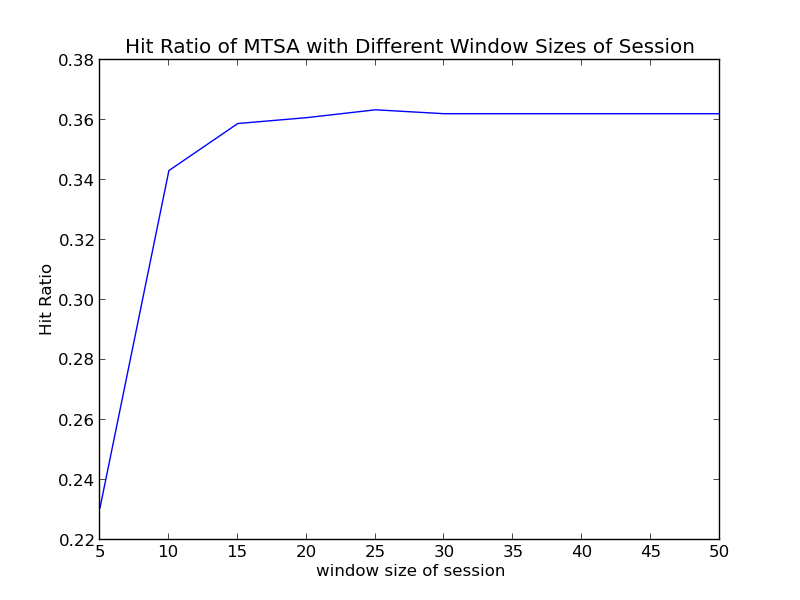 Hit Ratio of MTSA with Different Window Sizes of Session
0.38
0.36
0.34
0.32
0.30
0.28
0.26
0.24
0.22
Hit Ratio
5 10 15 20 25 30 35 40 45 50
window size of session